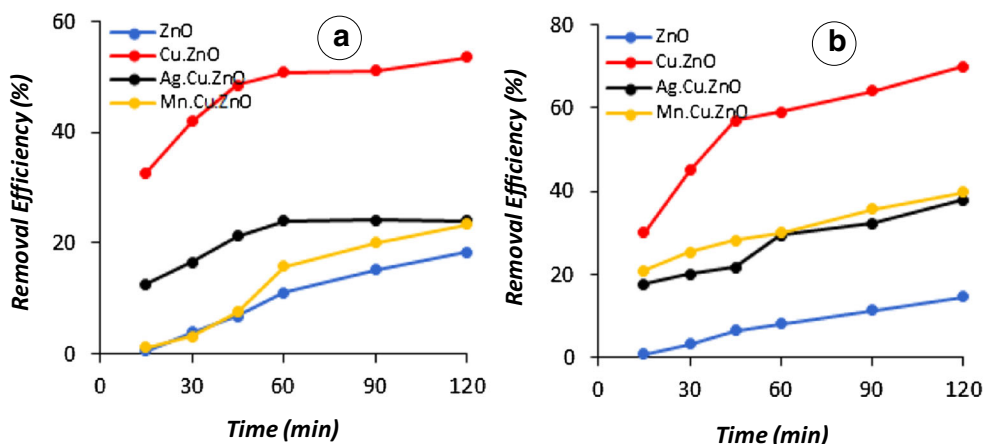 a
ZnO
Cu.ZnO
Ag.Cu.ZnO
Mn.Cu.ZnO
60
40
20
0
0 30 60 90 120
Removal Efficiency (%)
Time (min)
b
ZnO
Cu.ZnO
Ag.Cu.ZnO
Mn.Cu.ZnO
80
60
40
20
0
0 30 60 90 120
Removal Efficiency (%)
Time (min)